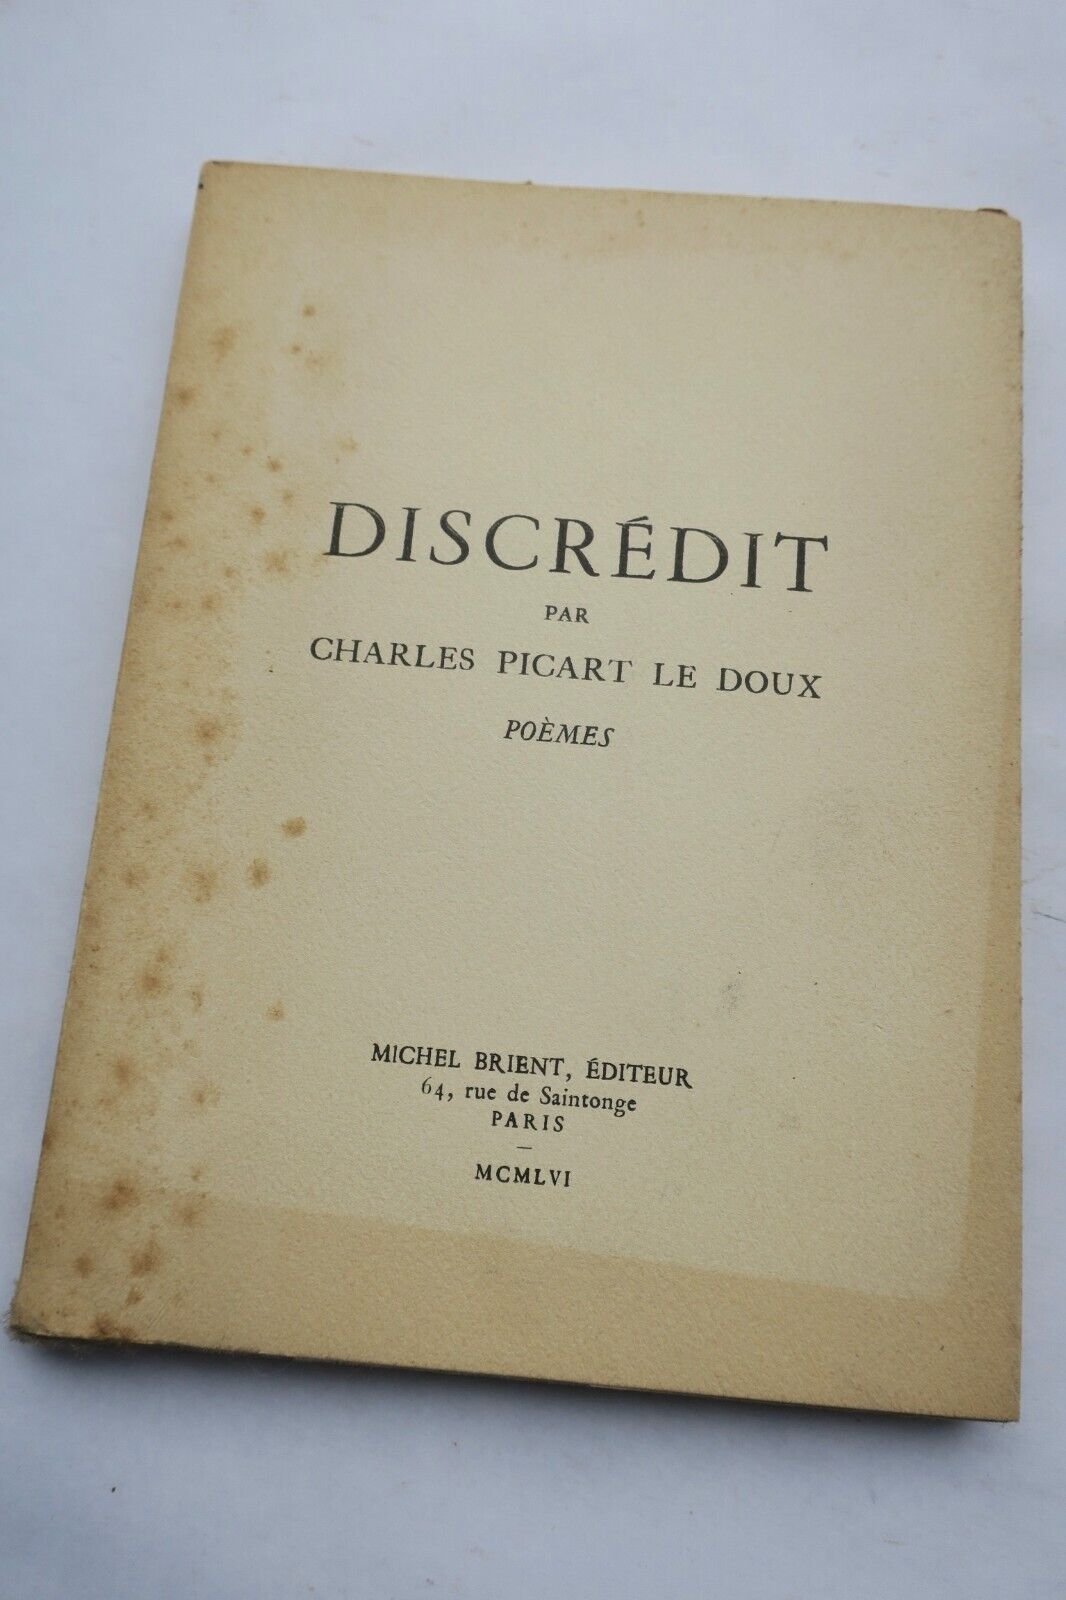 DISCRÉDIT
PAR
CHARLES PICART LE DOUX
POÈMES
MICHEL BRIENT, ÉDITEUR
64, rue de Saintonge
PARIS
—
MCMLVI